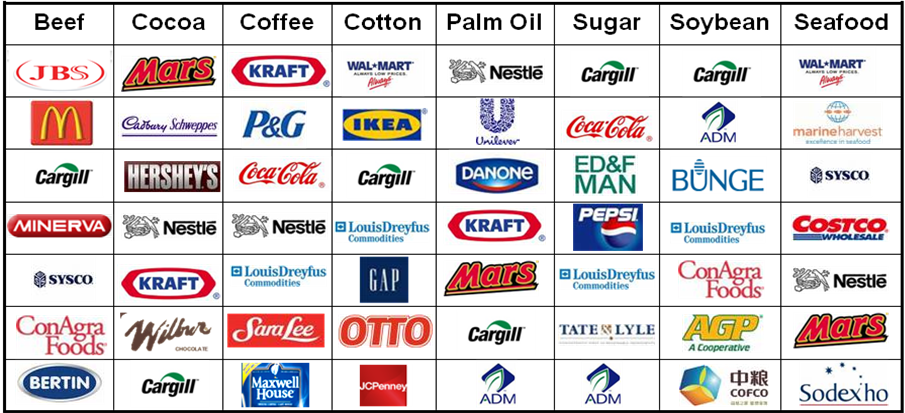 Beef Cocoa Coffee Cotton Palm Oil Sugar Soybean Seafood
JBS
Mars
KRAFT
WAL★MART
ALWAYS LOW PRICES.
Always
Nestlé
Cargill
Cargill
WAL★MART
ALWAYS LOW PRICES.
Always
M
Cadbury Schweppes
P&G
IKEA
Unilever
Coca-Cola
ADM
marineharvest
excellence in seafood
Cargill
HERSHEY'S
Coca-Cola
Cargill
DANONE
ED&F
MAN
BUNGE
SYSCO
MINERVA
Nestlé
Nestlé
LouisDreyfus
Commodities
KRAFT
PEPSI
LouisDreyfus
Commodities
COSTCO
WHOLESALE
SYSCO
KRAFT
LouisDreyfus
Commodities
GAP
Mars
LouisDreyfus
Commodities
ConAgra
Foods
Nestlé
ConAgra
Foods
Wilbur
CHOCOLATE
SaraLee
OTTO
Cargill
TATE & LYLE
AGP
A Cooperative
Mars
BERTIN
Cargill
Maxwell
House
JCPenney
ADM
ADM
中粮
COFCO
Sodexho